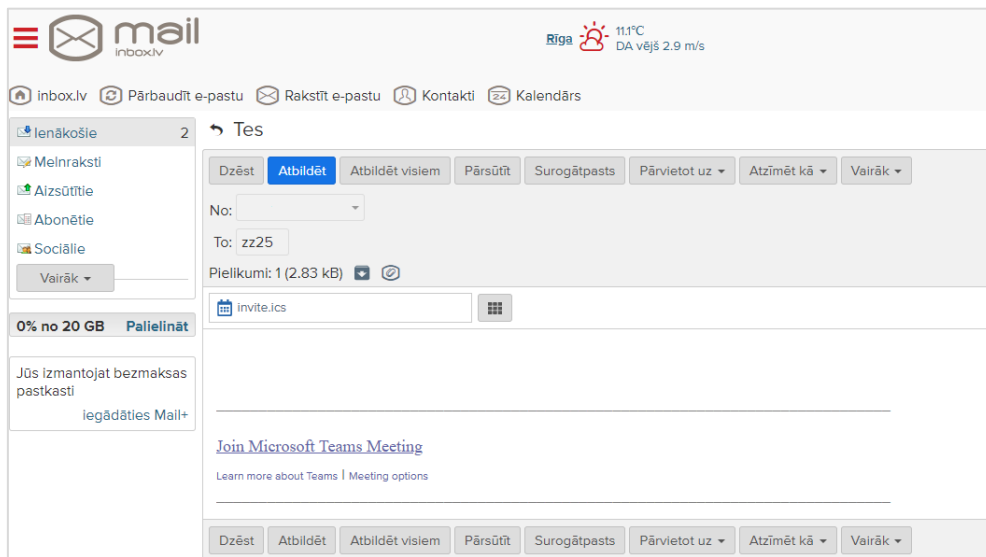 mail
inbox.lv
Rīga 11.1°C
DA vējš 2.9 m/s
inbox.lv Pārbaudīt e-pastu Rakstīt e-pastu Kontakti 24 Kalendārs
Ienākošie 2
Melnraksti
Aizsūtītie
Abonētie
Sociālie
Vairāk
0% no 20 GB Palielināt
Jūs izmantojat bezmaksas
pastkasti
iegādāties Mail+
Tes
Dzēst Atbildēt Atbildēt visiem Pārsūtīt Surogātpasts Pārvietot uz Atzīmēt kā Vairāk
No:
To: zz25
Pielikumi: 1 (2.83 kB)
invite.ics
Join Microsoft Teams Meeting
Learn more about Teams | Meeting options
Dzēst Atbildēt Atbildēt visiem Pārsūtīt Surogātpasts Pārvietot uz Atzīmēt kā Vairāk